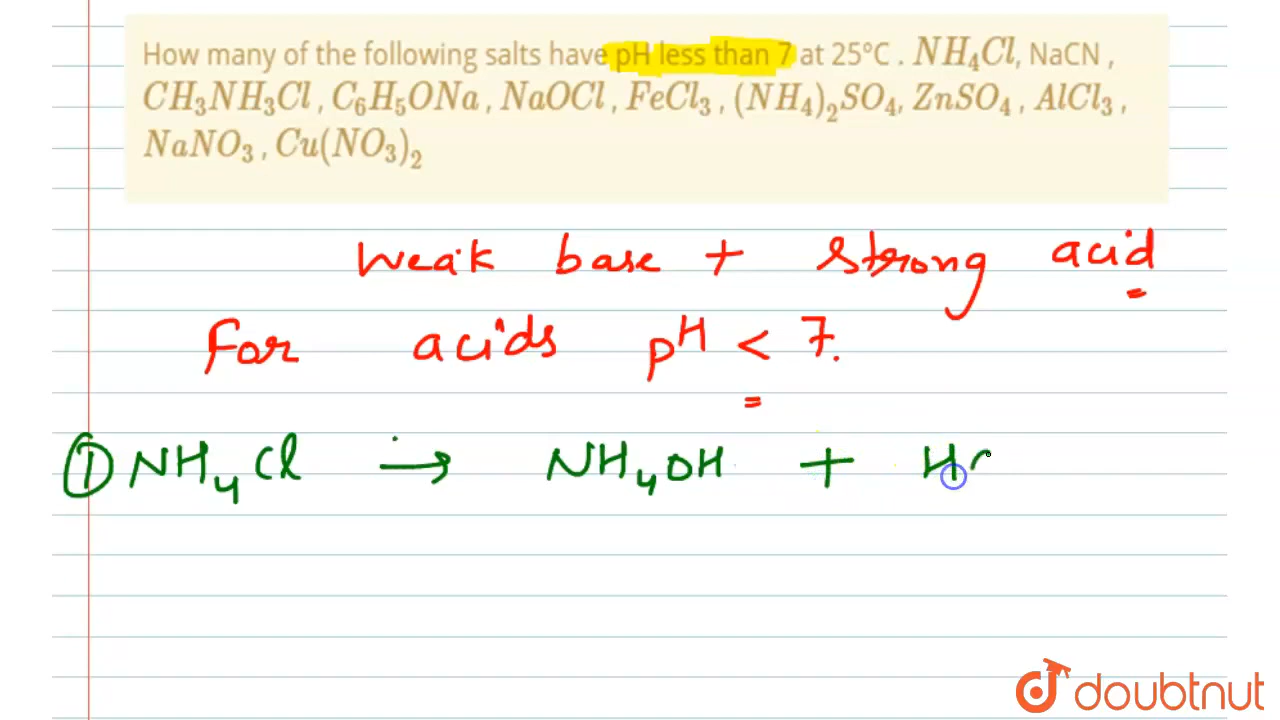 How many of the following salts have pH less than 7 at 25°C . NH₄Cl, NaCN ,
CH₃NH₃Cl , C₆H₅ONa , NaOCl , FeCl₃ , (NH₄)₂SO₄, ZnSO₄ , AlCl₃ ,
NaNO₃ , Cu(NO₃)₂
Weak base + Strong acid
For acids pH < 7.
① NH₄Cl → NH₄OH + H
doubtnut